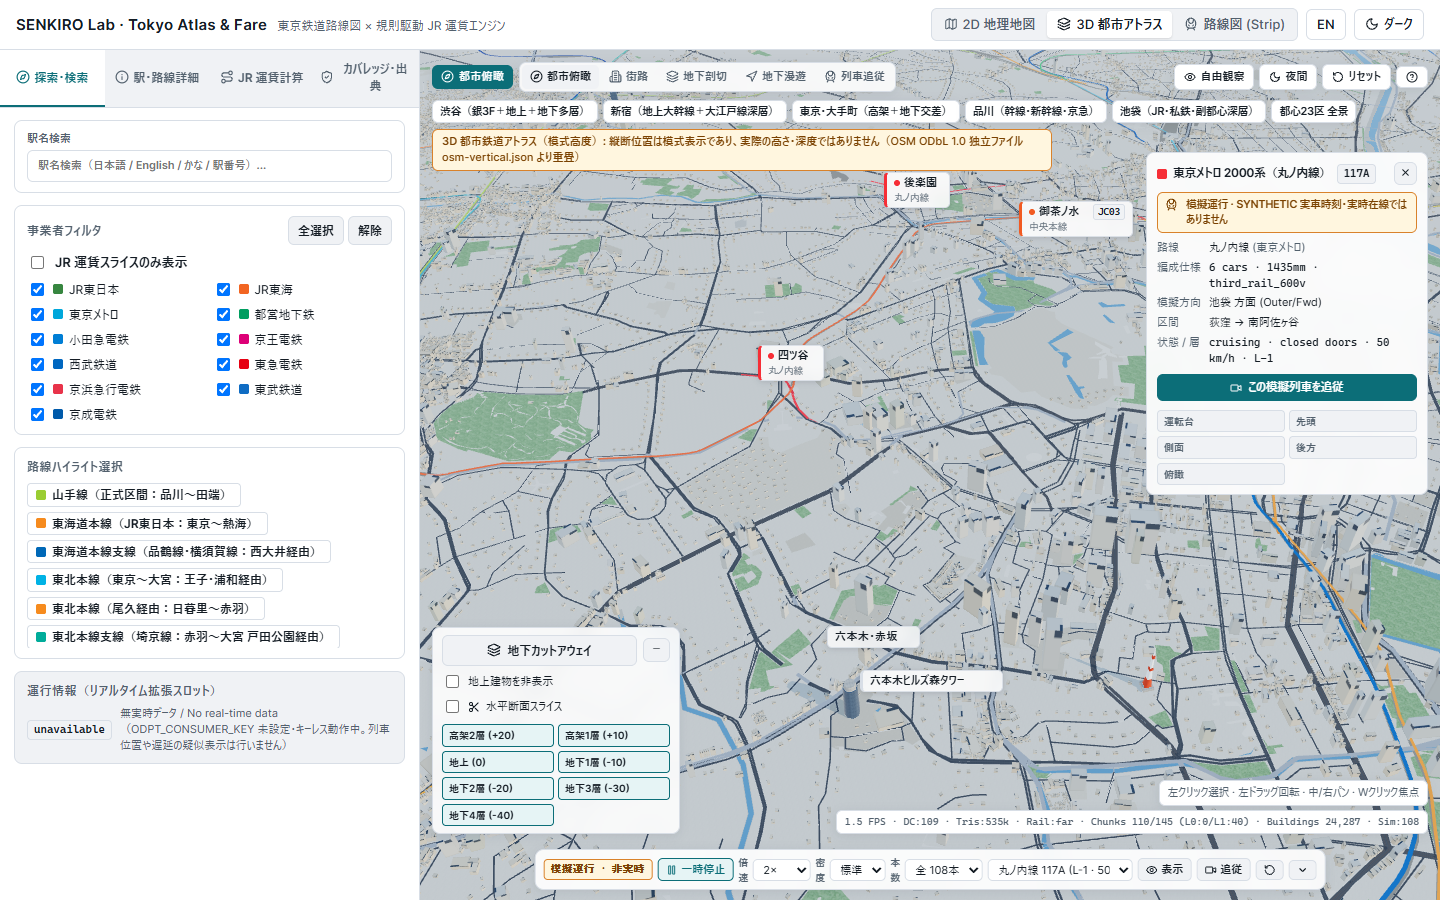 SENKIRO Lab · Tokyo Atlas & Fare
東京鉄道路線図 × 規則駆動 JR 運賃エンジン
2D 地理地図
3D 都市アトラス
路線図 (Strip)
EN
ダーク
探索・検索
駅・路線詳細
JR 運賃計算
カバレッジ・出
典
駅名検索
駅名検索（日本語 / English / かな / 駅番号）...
事業者フィルタ
全選択
解除
JR 運賃スライスのみ表示
JR東日本
JR東海
東京メトロ
都営地下鉄
小田急電鉄
京王電鉄
西武鉄道
東急電鉄
京浜急行電鉄
東武鉄道
京成電鉄
路線ハイライト選択
山手線（正式区間：品川〜田端）
東海道本線（JR東日本：東京〜熱海）
東海道本線支線（品鶴線・横須賀線：西大井経由）
東北本線（東京〜大宮：王子・浦和経由）
東北本線（尾久経由：日暮里〜赤羽）
東北本線支線（埼京線：赤羽〜大宮 戸田公園経由）
運行情報（リアルタイム拡張スロット）
unavailable
無実時データ / No real-time data
（ODPT_CONSUMER_KEY 未設定・キーレス動作中。列車
位置や遅延の疑似表示は行いません）
都市俯瞰
都市俯瞰
街路
地下剖切
地下漫遊
列車追従
自由観察
夜間
リセット
渋谷（銀3F＋地上＋地下多層）
新宿（地上大幹線＋大江戸線深層）
東京・大手町（高架＋地下交差）
品川（幹線・新幹線・京急）
池袋（JR・私鉄・副都心深層）
都心23区 全景
3D 都市鉄道アトラス（模式高度）: 縦断位置は模式表示であり、実際の高さ・深度ではありません（OSM ODbL 1.0 独立ファイル
osm-vertical.json より重畳）
後楽園
丸ノ内線
御茶ノ水 JC03
中央本線
四ツ谷
丸ノ内線
六本木・赤坂
六本木ヒルズ森タワー
東京メトロ 2000系（丸ノ内線）
117A
×
模擬運行 · SYNTHETIC 実車時刻・実時在線では
ありません
路線 丸ノ内線 (東京メトロ)
編成仕様 6 cars · 1435mm ·
third_rail_600v
模擬方向 池袋 方面 (Outer/Fwd)
区間 荻窪 → 南阿佐ヶ谷
状態 / 層 cruising · closed doors · 50
km/h · L-1
この模擬列車を追従
運転台
先頭
側面
後方
俯瞰
地下カットアウェイ
−
地上建物を非表示
水平断面スライス
高架2層 (+20)
高架1層 (+10)
地上 (0)
地下1層 (-10)
地下2層 (-20)
地下3層 (-30)
地下4層 (-40)
左クリック選択 · 左ドラッグ回転 · 中/右パン · Wクリック焦点
1.5 FPS · DC:109 · Tris:535k · Rail:far · Chunks 110/145 (L0:0/L1:40) · Buildings 24,287 · Sim:108
模擬運行 · 非実時
一時停止
倍
速
2×
密
度
標準
本
数
全 108本
丸ノ内線 117A (L-1 · 50
表示
追従